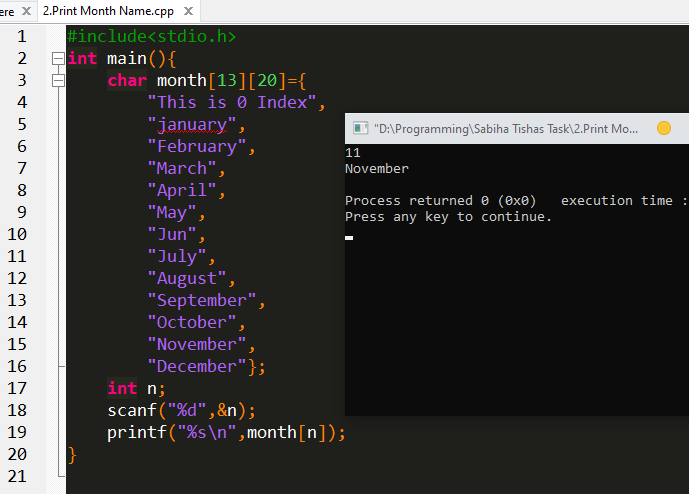 ere X 2.Print Month Name.cpp X
1 #include<stdio.h>
2 int main(){
3 char month[13][20]={
4 "This is 0 Index",
5 "january",
6 "February",
7 "March",
8 "April",
9 "May",
10 "Jun",
11 "July",
12 "August",
13 "September",
14 "October",
15 "November",
16 "December"};
17 int n;
18 scanf("%d",&n);
19 printf("%s\n",month[n]);
20 }
21
"D:\Programming\Sabiha Tishas Task\2.Print Mo...
11
November
Process returned 0 (0x0) execution time :
Press any key to continue.